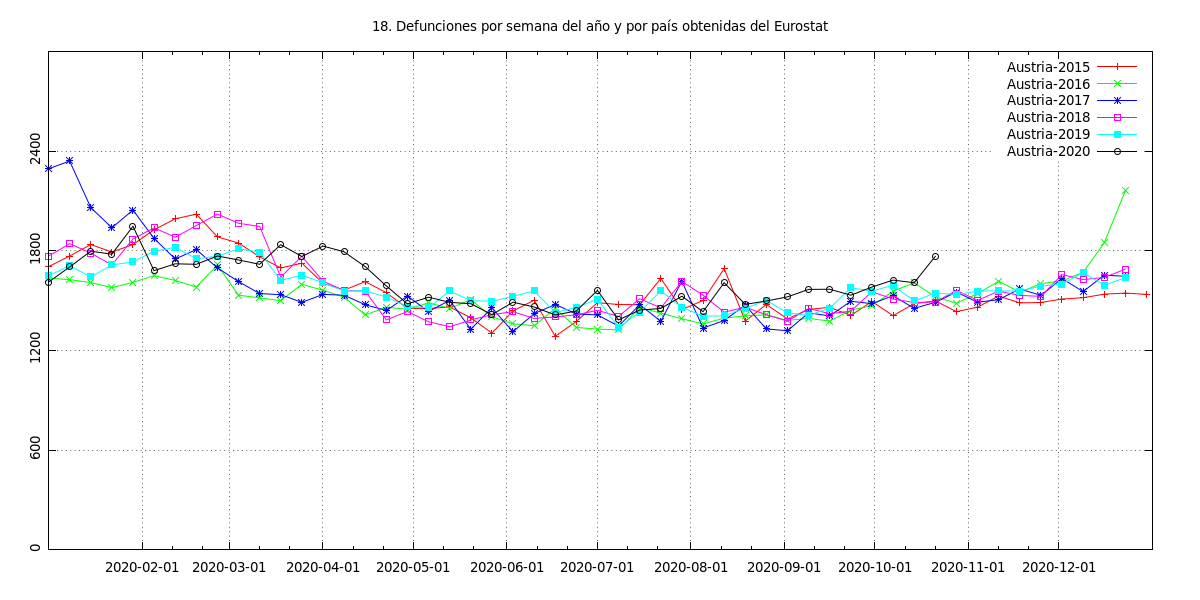 18. Defunciones por semana del año y por país obtenidas del Eurostat
Austria-2015
Austria-2016
Austria-2017
Austria-2018
Austria-2019
Austria-2020
2400
1800
1200
600
0
2020-02-01 2020-03-01 2020-04-01 2020-05-01 2020-06-01 2020-07-01 2020-08-01 2020-09-01 2020-10-01 2020-11-01 2020-12-01